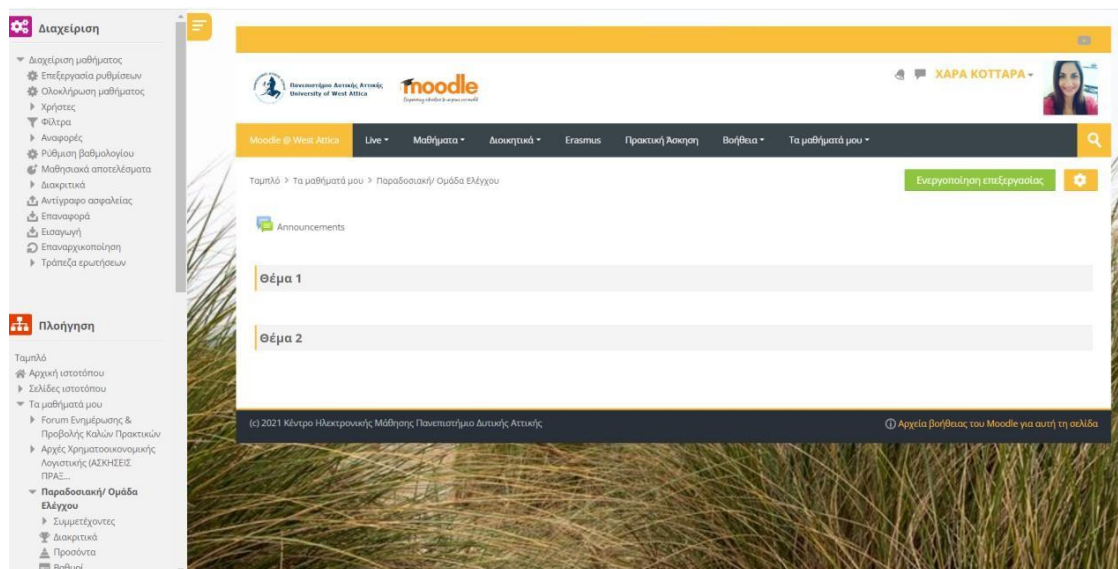 Διαχείριση
Διαχείριση μαθήματος
Επεξεργασία ρυθμίσεων
Ολοκλήρωση μαθήματος
Χρήστες
Φίλτρα
Αναφορές
Ρύθμιση βαθμολογίου
Μαθησιακά αποτελέσματα
Διακριτικά
Αντίγραφο ασφαλείας
Επαναφορά
Εισαγωγή
Επαναρχικοποίηση
Τράπεζα ερωτήσεων
Πλοήγηση
Ταμπλό
Αρχική ιστοτόπου
Σελίδες ιστοτόπου
Τα μαθήματά μου
Forum Ενημέρωσης &
Προβολής Καλών Πρακτικών
Αρχές Χρηματοοικονομικής
Λογιστικής (ΑΣΚΗΣΕΙΣ
ΠΡΑΞ...
Παραδοσιακή/ Ομάδα
Ελέγχου
Συμμετέχοντες
Διακριτικά
Προσόντα
Βαθμοί
Πανεπιστήμιο Δυτικής Αττικής
University of West Attica
moodle
ΧΑΡΑ ΚΟΤΤΑΡΑ
Moodle @ West Attica Live Μαθήματα Διοικητικά Erasmus Πρακτική Άσκηση Βοήθεια Τα μαθήματά μου
Ταμπλό > Τα μαθήματά μου > Παραδοσιακή/ Ομάδα Ελέγχου
Ενεργοποίηση επεξεργασίας
Announcements
Θέμα 1
Θέμα 2
(c) 2021 Κέντρο Ηλεκτρονικής Μάθησης Πανεπιστήμιο Δυτικής Αττικής
Αρχεία βοήθειας του Moodle για αυτή τη σελίδα